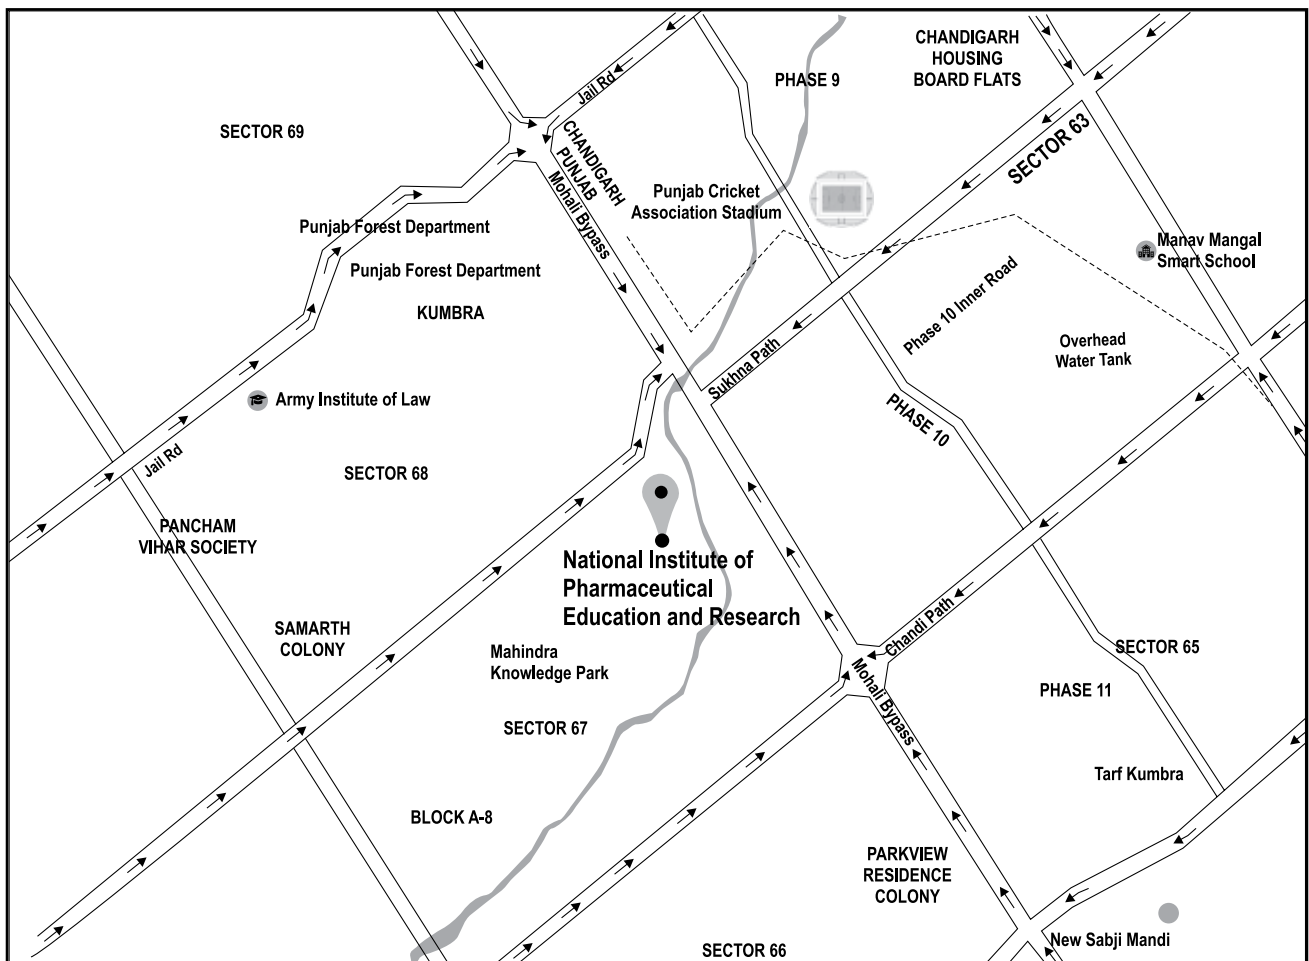 CHANDIGARH
HOUSING
BOARD FLATS
PHASE 9
Jail Rd
SECTOR 69
CHANDIGARH
PUNJAB
Mohali Bypass
SECTOR 63
Punjab Cricket
Association Stadium
Punjab Forest Department
Manav Mangal
Smart School
Punjab Forest Department
Phase 10 Inner Road
KUMBRA
Overhead
Water Tank
Sukhna Path
Army Institute of Law
PHASE 10
Jail Rd
SECTOR 68
PANCHAM
VIHAR SOCIETY
National Institute of
Pharmaceutical
Education and Research
Chandi Path
SAMARTH
COLONY
SECTOR 65
Mahindra
Knowledge Park
Mohali Bypass
PHASE 11
SECTOR 67
Tarf Kumbra
BLOCK A-8
PARKVIEW
RESIDENCE
COLONY
New Sabji Mandi
SECTOR 66